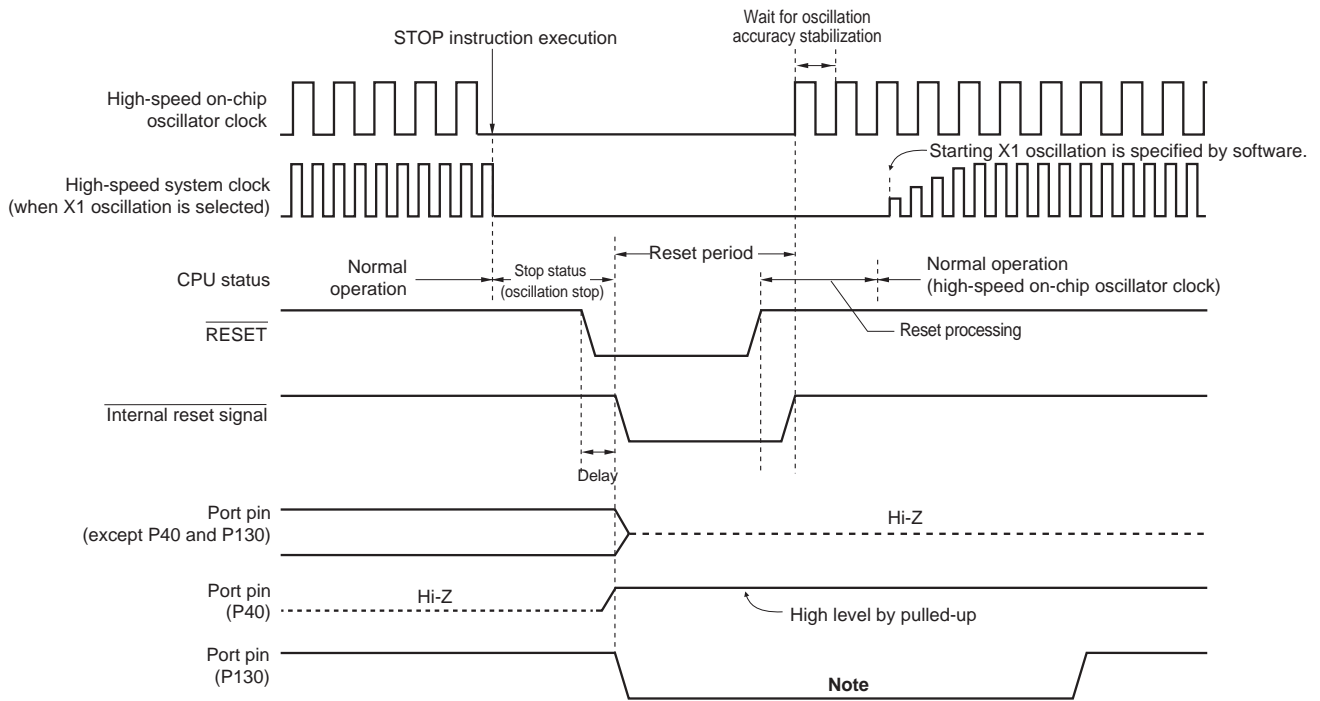 Wait for oscillation
accuracy stabilization
STOP instruction execution
High-speed on-chip
oscillator clock
Starting X1 oscillation is specified by software.
High-speed system clock
(when X1 oscillation is selected)
Reset period
CPU status
Normal
operation
Stop status
(oscillation stop)
Normal operation
(high-speed on-chip oscillator clock)
RESET
Reset processing
Internal reset signal
Delay
Port pin
(except P40 and P130)
Hi-Z
Port pin
(P40)
Hi-Z
High level by pulled-up
Port pin
(P130)
Note